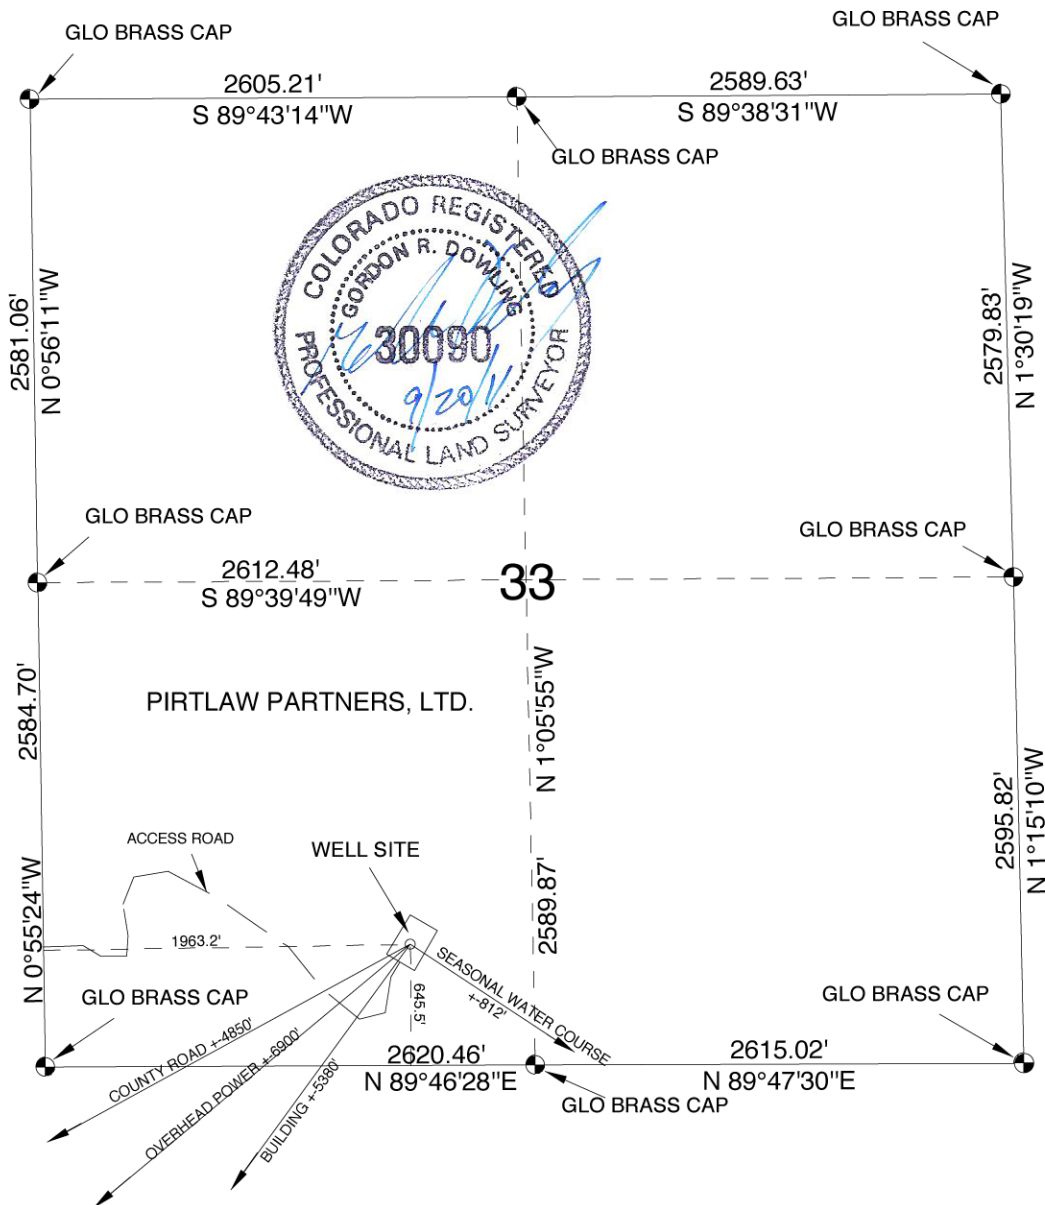 GLO BRASS CAP
GLO BRASS CAP
2605.21'
S 89°43'14"W
2589.63'
S 89°38'31"W
GLO BRASS CAP
COLORADO REGISTERED
GORDON R. DOWLING
30090
9/20/11
PROFESSIONAL LAND SURVEYOR
2581.06'
N 0°56'11"W
2579.83'
N 1°30'19"W
GLO BRASS CAP
GLO BRASS CAP
2612.48'
S 89°39'49"W
33
PIRTLAW PARTNERS, LTD.
2584.70'
N 0°55'24"W
N 1°05'55"W
2589.87'
2595.82'
N 1°15'10"W
ACCESS ROAD
WELL SITE
1963.2'
645.5'
SEASONAL WATER COURSE
+-812'
GLO BRASS CAP
GLO BRASS CAP
COUNTY ROAD +-4850'
OVERHEAD POWER +-6900'
BUILDING +-5380'
2620.46'
N 89°46'28"E
2615.02'
N 89°47'30"E
GLO BRASS CAP